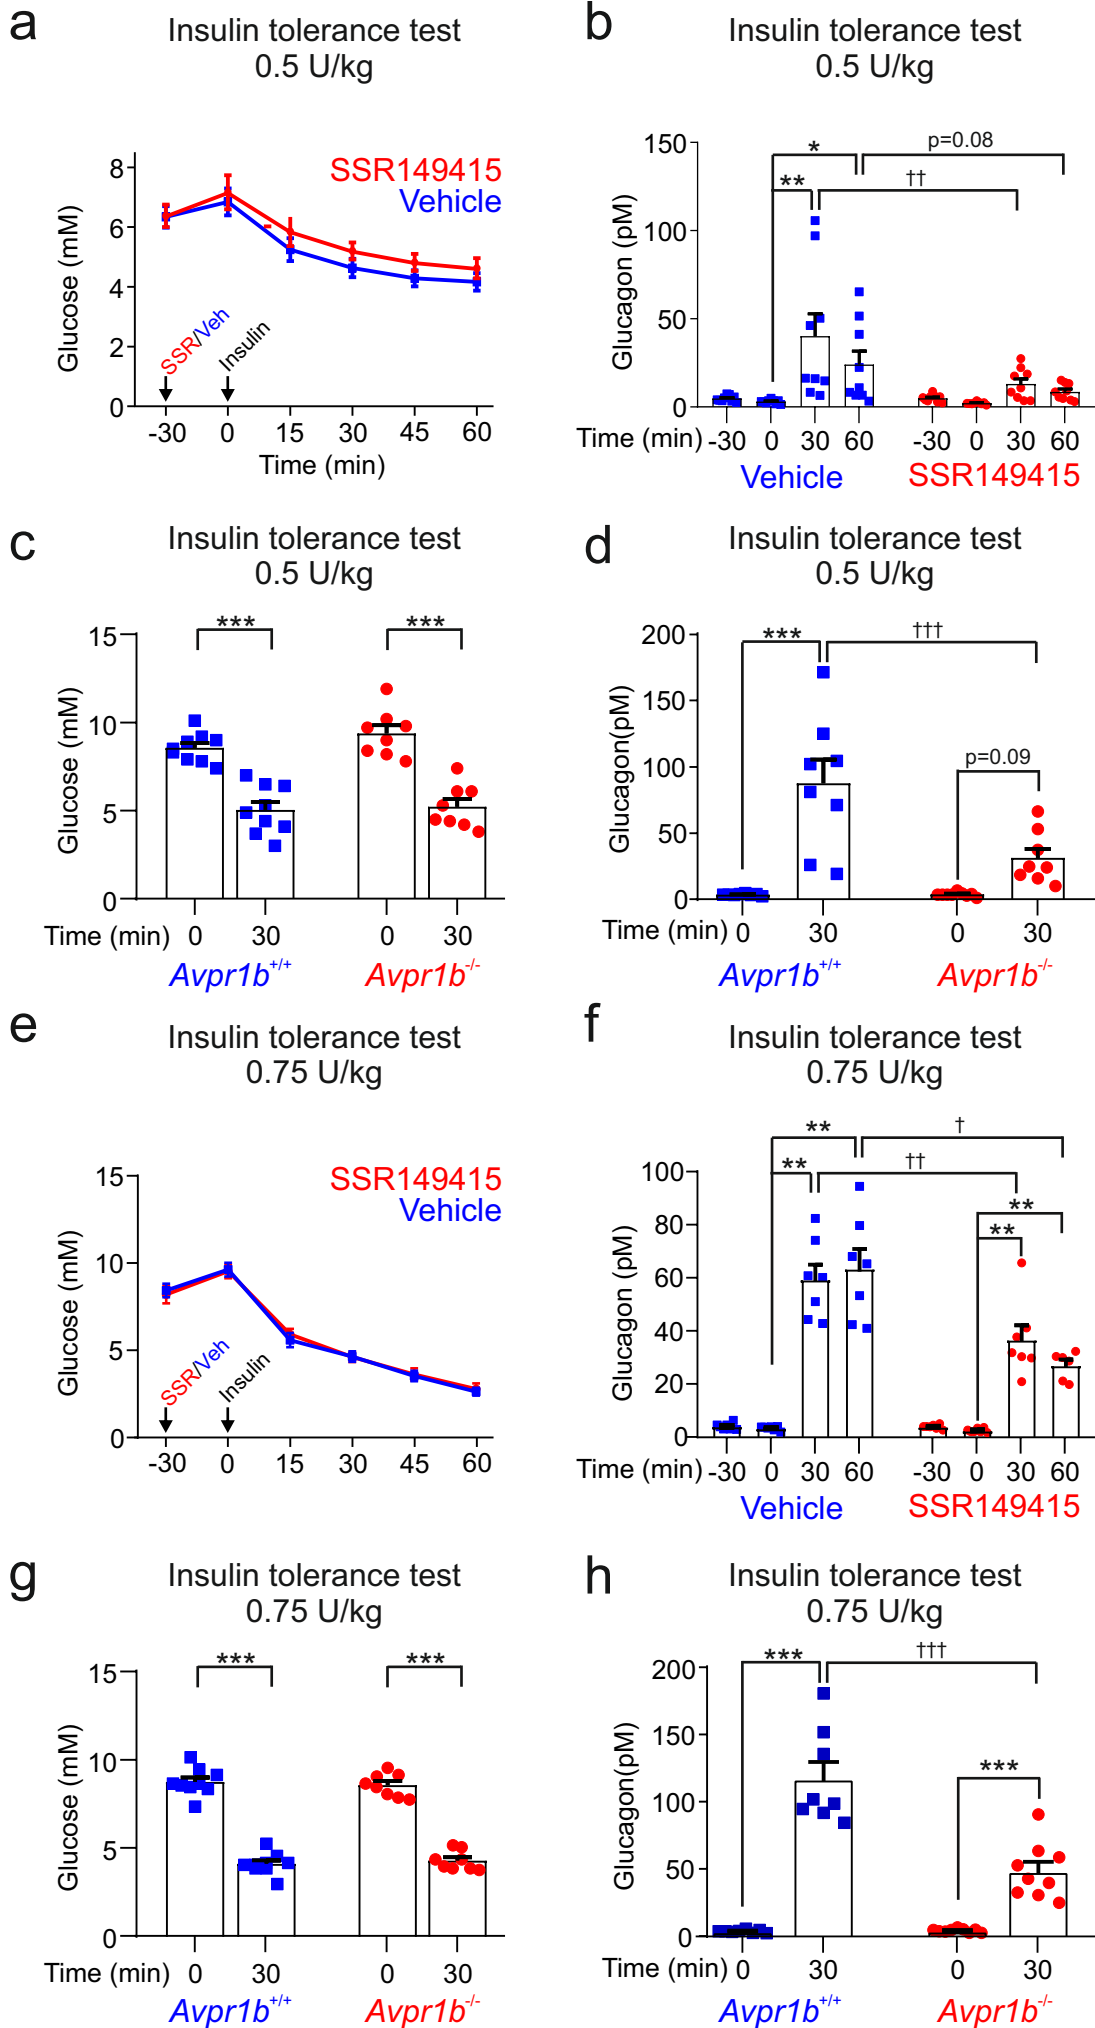 a
Insulin tolerance test
0.5 U/kg
8
6
4
2
0
Glucose (mM)
SSR149415
Vehicle
SSR/Veh
Insulin
-30 0 15 30 45 60
Time (min)
b
Insulin tolerance test
0.5 U/kg
150
100
50
0
Glucagon (pM)
* p=0.08
** ††
Time (min) -30 0 30 60 -30 0 30 60
Vehicle SSR149415
c
Insulin tolerance test
0.5 U/kg
15
10
5
0
Glucose (mM)
*** ***
Time (min) 0 30 0 30
Avpr1b+/+ Avpr1b-/-
d
Insulin tolerance test
0.5 U/kg
200
150
100
50
0
Glucagon(pM)
*** †††
p=0.09
Time (min) 0 30 0 30
Avpr1b+/+ Avpr1b-/-
e
Insulin tolerance test
0.75 U/kg
15
10
5
0
Glucose (mM)
SSR149415
Vehicle
SSR/Veh
Insulin
-30 0 15 30 45 60
Time (min)
f
Insulin tolerance test
0.75 U/kg
100
80
60
40
20
0
Glucagon (pM)
** †
** ††
**
**
Time (min) -30 0 30 60 -30 0 30 60
Vehicle SSR149415
g
Insulin tolerance test
0.75 U/kg
15
10
5
0
Glucose (mM)
*** ***
Time (min) 0 30 0 30
Avpr1b+/+ Avpr1b-/-
h
Insulin tolerance test
0.75 U/kg
200
150
100
50
0
Glucagon(pM)
*** †††
***
Time (min) 0 30 0 30
Avpr1b+/+ Avpr1b-/-